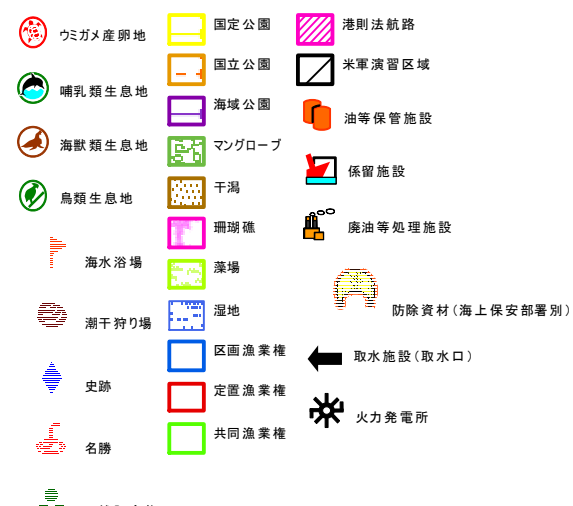 ウミガメ産卵地
哺乳類生息地
海獣類生息地
鳥類生息地
海水浴場
潮干狩り場
史跡
名勝
国定公園
国立公園
海域公園
マングローブ
干潟
珊瑚礁
藻場
湿地
区画漁業権
定置漁業権
共同漁業権
港則法航路
米軍演習区域
油等保管施設
係留施設
廃油等処理施設
防除資材(海上保安部署別)
取水施設(取水口)
火力発電所